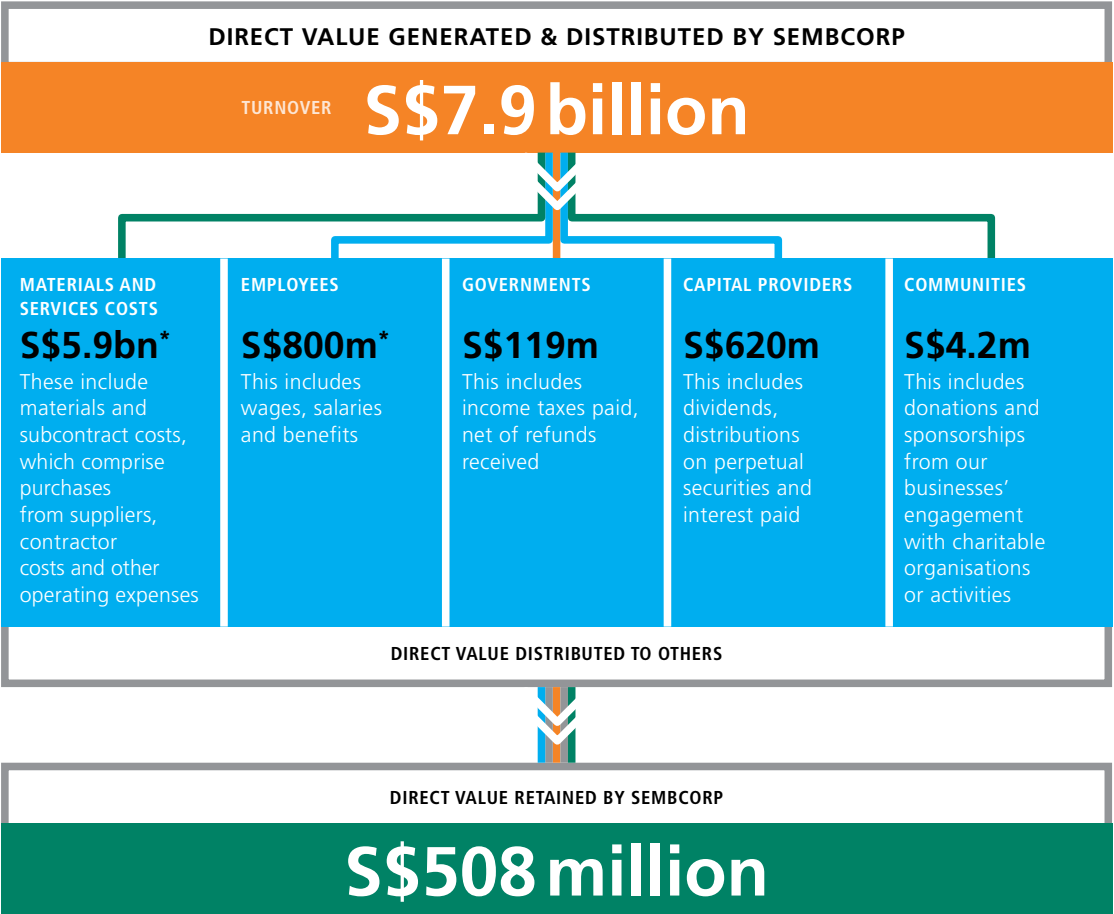 DIRECT VALUE GENERATED & DISTRIBUTED BY SEMBCORP
TURNOVER S$7.9 billion
MATERIALS AND
SERVICES COSTS
S$5.9bn*
These include
materials and
subcontract costs,
which comprise
purchases
from suppliers,
contractor
costs and other
operating expenses
EMPLOYEES
S$800m*
This includes
wages, salaries
and benefits
GOVERNMENTS
S$119m
This includes
income taxes paid,
net of refunds
received
CAPITAL PROVIDERS
S$620m
This includes
dividends,
distributions
on perpetual
securities and
interest paid
COMMUNITIES
S$4.2m
This includes
donations and
sponsorships
from our
businesses’
engagement
with charitable
organisations
or activities
DIRECT VALUE DISTRIBUTED TO OTHERS
DIRECT VALUE RETAINED BY SEMBCORP
S$508 million